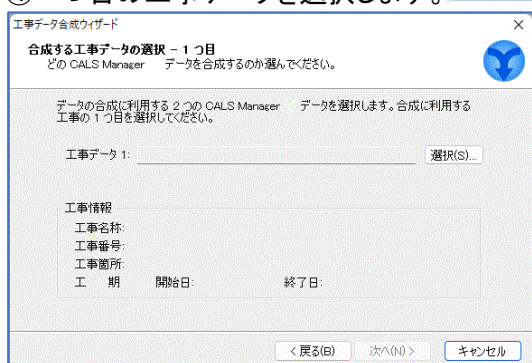 つ目の工事データを選択します。
工事データ合成ウィザード
合成する工事データの選択 － 1 つ目
どの CALS Manager データを合成するのか選んでください。
データの合成に利用する 2 つの CALS Manager データを選択します。合成に利用する
工事の 1 つ目を選択してください。
工事データ 1: 選択(S)...
工事情報
工事名称:
工事番号:
工事箇所:
工 期 開始日: 終了日:
< 戻る(B) 次へ(N) > キャンセル